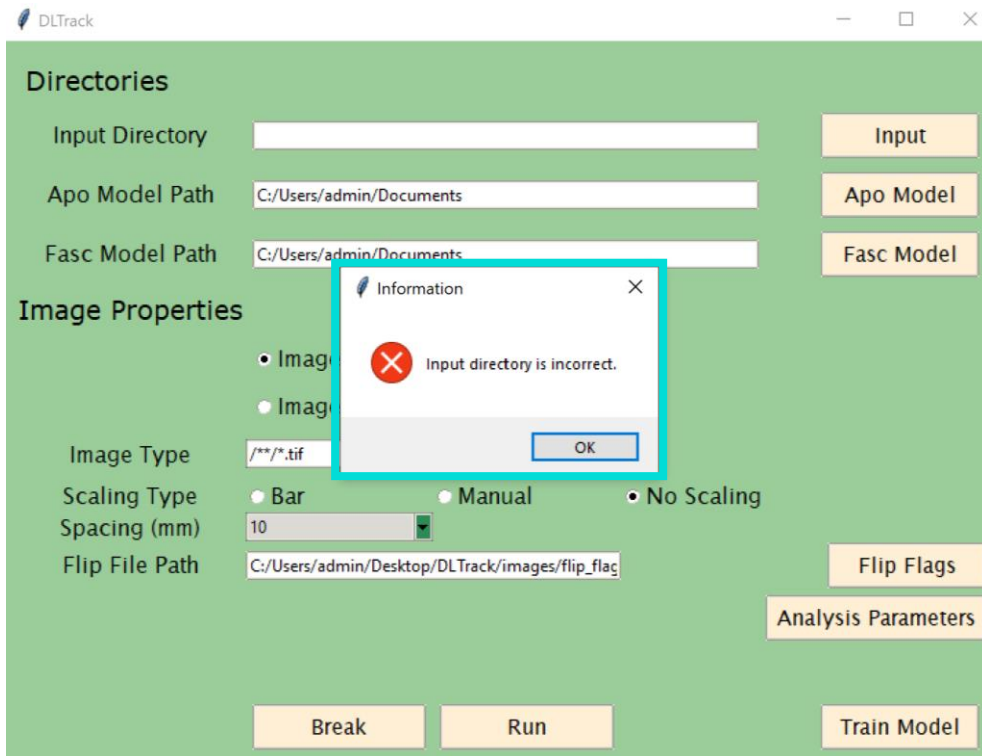 DLTrack
Directories
Input Directory Input
Apo Model Path C:/Users/admin/Documents Apo Model
Fasc Model Path C:/Users/admin/Documents Fasc Model
Information
Image Properties
Image
Input directory is incorrect.
Image
OK
Image Type /**/*.tif
Scaling Type Bar Manual No Scaling
Spacing (mm) 10
Flip File Path C:/Users/admin/Desktop/DLTrack/images/flip_flag Flip Flags
Analysis Parameters
Break Run Train Model